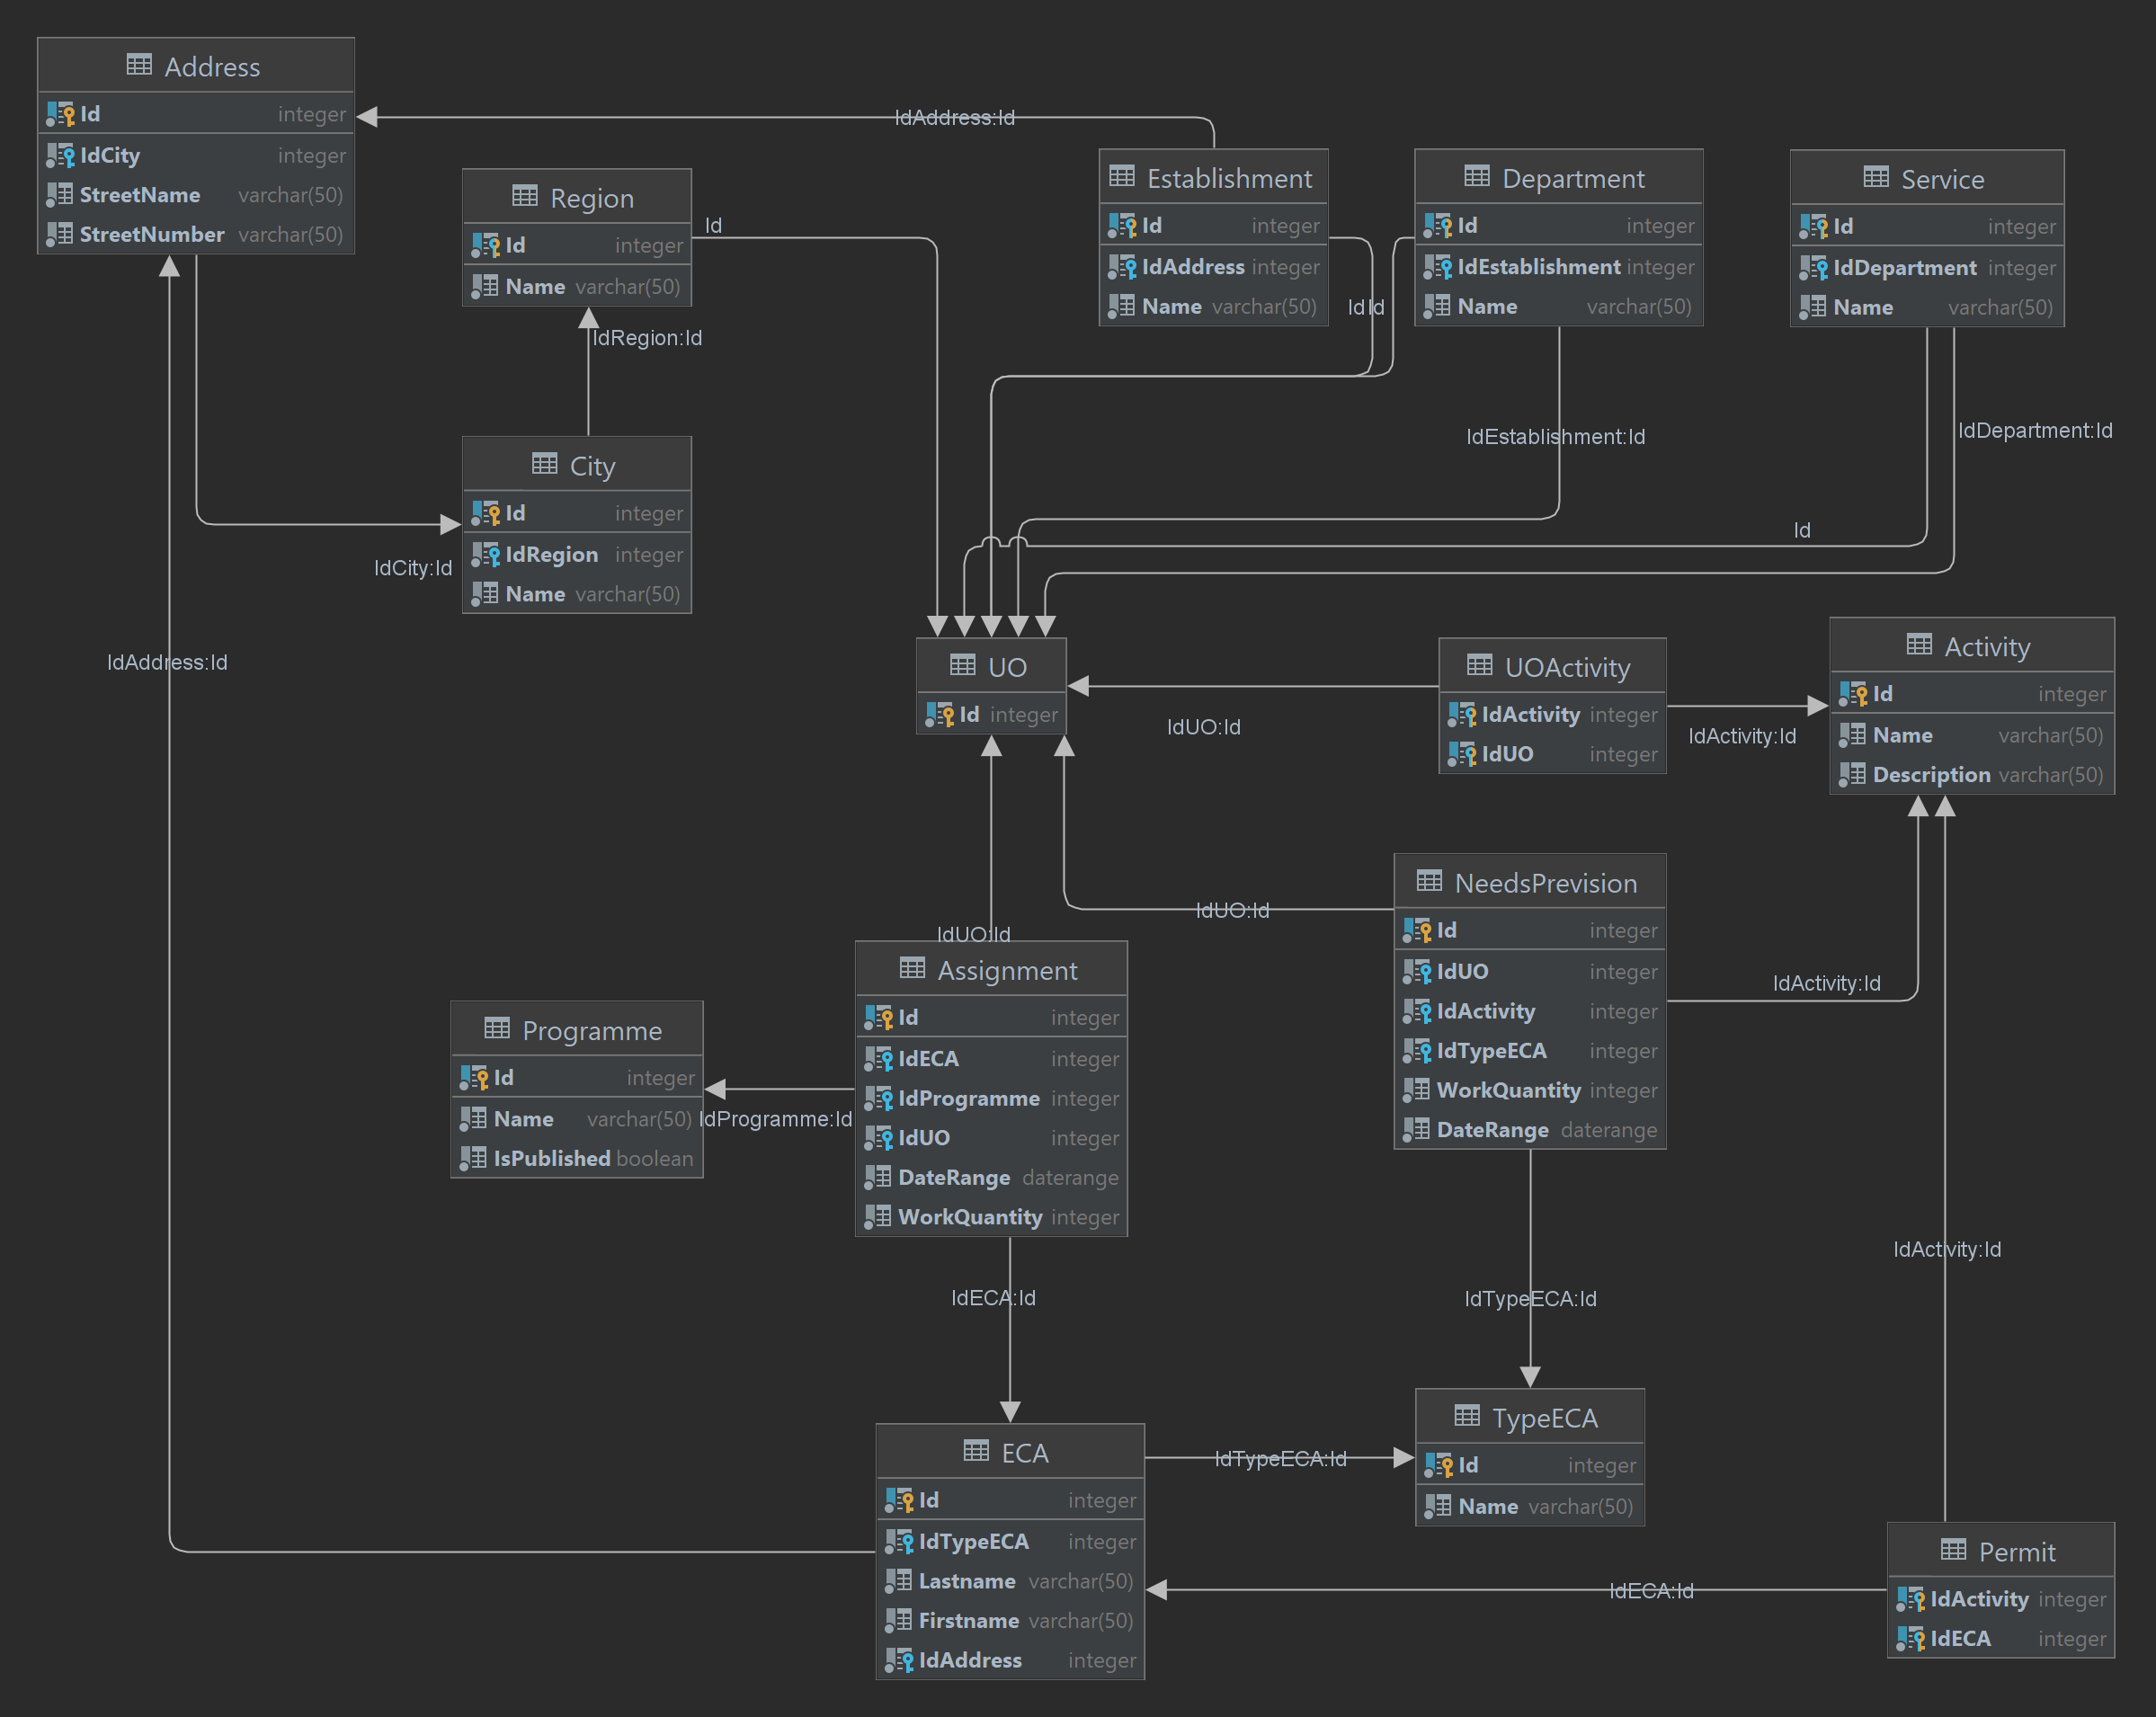 Address
Id integer
IdCity integer
StreetName varchar(50)
StreetNumber varchar(50)
IdAddress:Id
Region
Id integer
Name varchar(50)
Id
IdRegion:Id
Establishment
Id integer
IdAddress integer
Name varchar(50)
Department
Id integer
IdEstablishment integer
Name varchar(50)
Service
Id integer
IdDepartment integer
Name varchar(50)
Id
Id
IdEstablishment:Id
IdDepartment:Id
Id
City
Id integer
IdRegion integer
Name varchar(50)
IdCity:Id
IdAddress:Id
UO
Id integer
IdUO:Id
UOActivity
IdActivity integer
IdUO integer
IdActivity:Id
Activity
Id integer
Name varchar(50)
Description varchar(50)
NeedsPrevision
Id integer
IdUO integer
IdActivity integer
IdTypeECA integer
WorkQuantity integer
DateRange daterange
IdUO:Id
IdActivity:Id
IdUO:Id
Assignment
Id integer
IdECA integer
IdProgramme integer
IdUO integer
DateRange daterange
WorkQuantity integer
Programme
Id integer
Name varchar(50)
IsPublished boolean
IdProgramme:Id
IdECA:Id
IdTypeECA:Id
IdActivity:Id
ECA
Id integer
IdTypeECA integer
Lastname varchar(50)
Firstname varchar(50)
IdAddress integer
IdTypeECA:Id
TypeECA
Id integer
Name varchar(50)
IdECA:Id
Permit
IdActivity integer
IdECA integer